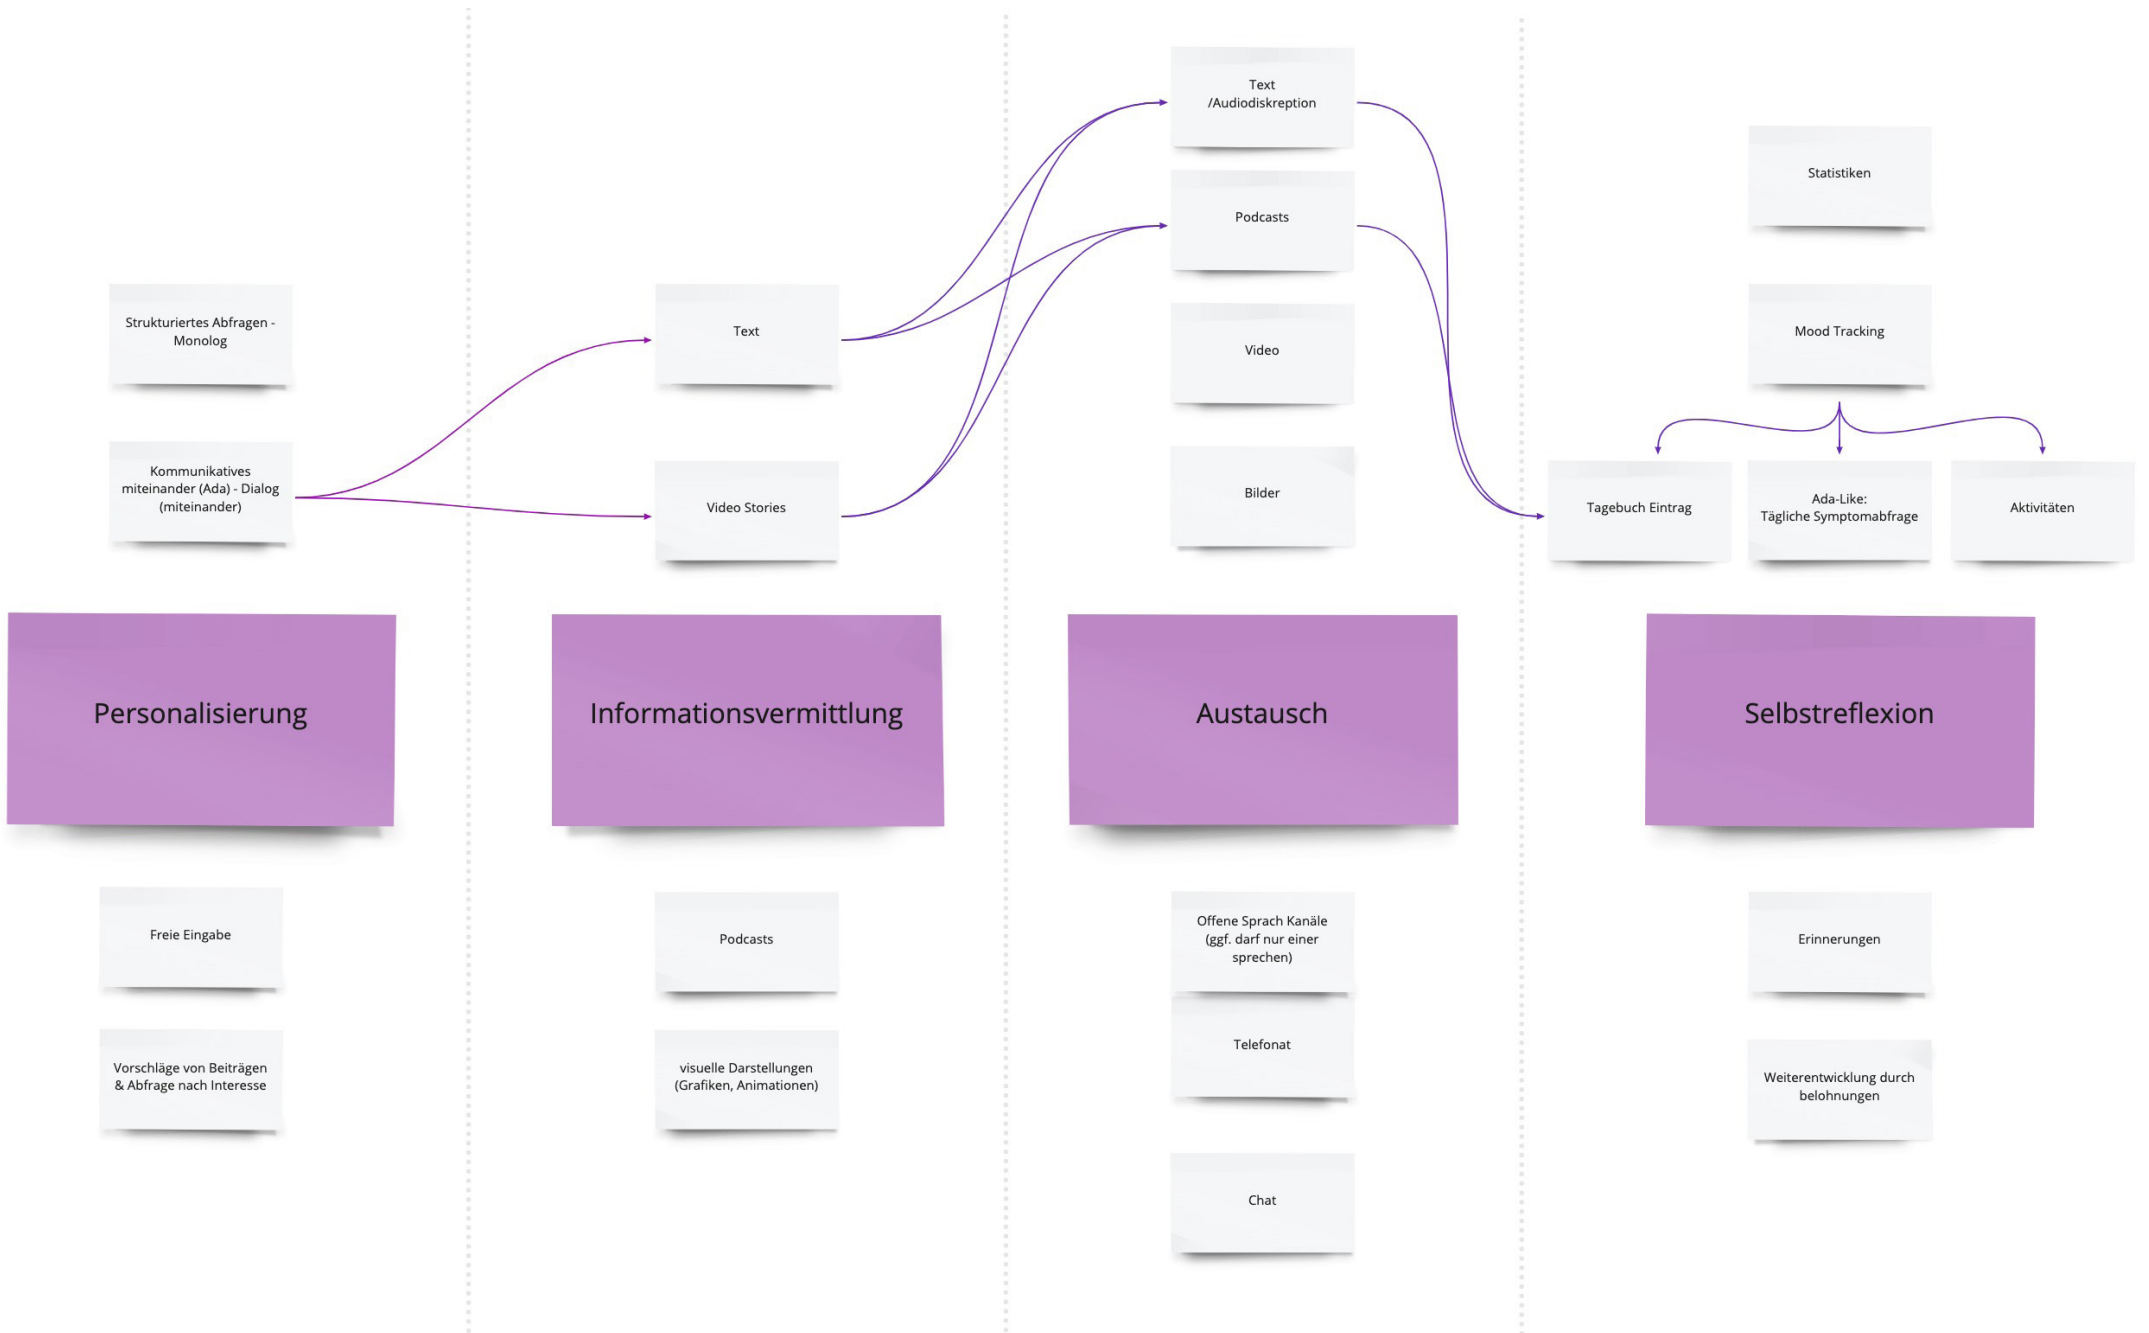 Strukturiertes Abfragen -
Monolog
Kommunikatives
miteinander (Ada) - Dialog
(miteinander)
Personalisierung
Freie Eingabe
Vorschläge von Beiträgen
& Abfrage nach Interesse
Text
Video Stories
Informationsvermittlung
Podcasts
visuelle Darstellungen
(Grafiken, Animationen)
Text
/Audiodiskreption
Podcasts
Video
Bilder
Austausch
Offene Sprach Kanäle
(ggf. darf nur einer
sprechen)
Telefonat
Chat
Statistiken
Mood Tracking
Tagebuch Eintrag
Ada-Like:
Tägliche Symptomabfrage
Aktivitäten
Selbstreflexion
Erinnerungen
Weiterentwicklung durch
belohnungen